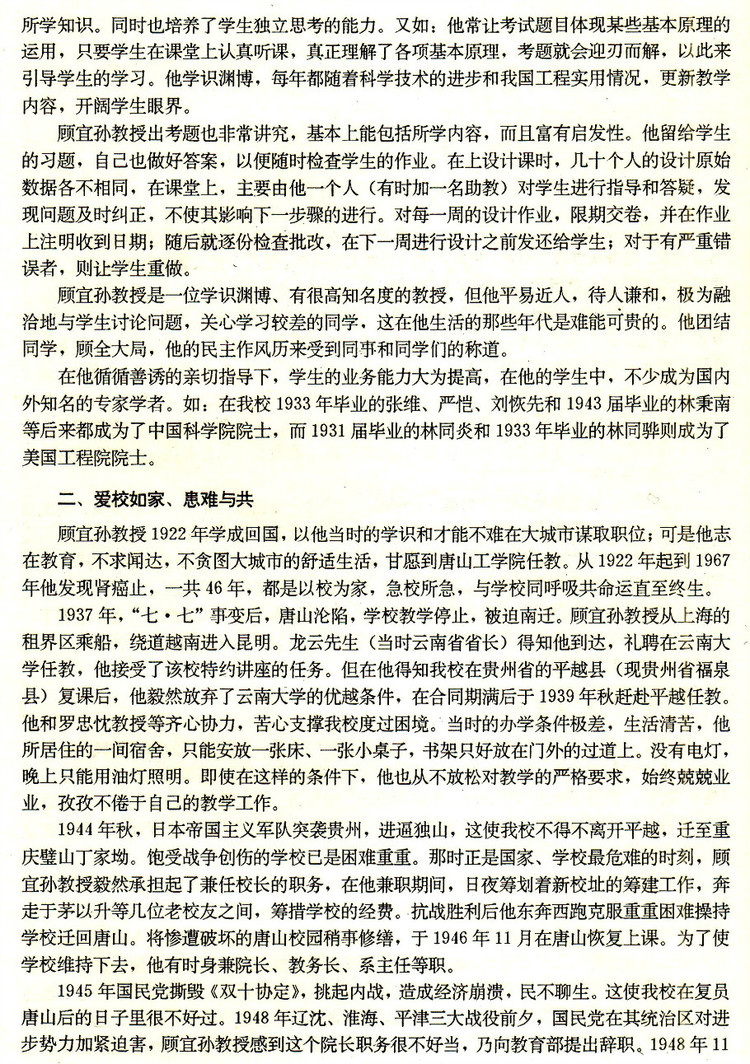 所学知识。同时也培养了学生独立思考的能力。又如：他常让考试题目体现某些基本原理的
运用，只要学生在课堂上认真听课，真正理解了各项基本原理，考题就会迎刃而解，以此来
引导学生的学习。他学识渊博，每年都随着科学技术的进步和我国工程实用情况，更新教学
内容，开阔学生眼界。
顾宜孙教授出考题也非常讲究，基本上能包括所学内容，而且富有启发性。他留给学生
的习题，自己也做好答案，以便随时检查学生的作业。在上设计课时，几十个人的设计原始
数据各不相同，在课堂上，主要由他一个人（有时加一名助教）对学生进行指导和答疑，发
现问题及时纠正，不使其影响下一步骤的进行。对每一周的设计作业，限期交卷，并在作业
上注明收到日期；随后就逐份检查批改，在下一周进行设计之前发还给学生；对于有严重错
误者，则让学生重做。
顾宜孙教授是一位学识渊博、有很高知名度的教授，但他平易近人，待人谦和，极为融
洽地与学生讨论问题，关心学习较差的同学，这在他生活的那些年代是难能可贵的。他团结
同学，顾全大局，他的民主作风历来受到同事和同学们的称道。
在他循循善诱的亲切指导下，学生的业务能力大为提高，在他的学生中，不少成为国内
外知名的专家学者。如：在我校 1933 年毕业的张维、严恺、刘恢先和 1943 届毕业的林秉南
等后来都成为了中国科学院院士，而 1931 届毕业的林同炎和 1933 年毕业的林同骅则成为了
美国工程院院士。
二、爱校如家、患难与共
顾宜孙教授 1922 年学成回国，以他当时的学识和才能不难在大城市谋取职位；可是他志
在教育，不求闻达，不贪图大城市的舒适生活，甘愿到唐山工学院任教。从 1922 年起到 1967
年他发现肾癌止，一共 46 年，都是以校为家，急校所急，与学校同呼吸共命运直至终生。
1937 年，“七·七”事变后，唐山沦陷，学校教学停止，被迫南迁。顾宜孙教授从上海的
租界区乘船，绕道越南进入昆明。龙云先生（当时云南省省长）得知他到达，礼聘在云南大
学任教，他接受了该校特约讲座的任务。但在他得知我校在贵州省的平越县（现贵州省福泉
县）复课后，他毅然放弃了云南大学的优越条件，在合同期满后于 1939 年秋赶赴平越任教。
他和罗忠忱教授等齐心协力，苦心支撑我校度过困境。当时的办学条件极差，生活清苦，他
所居住的一间宿舍，只能安放一张床、一张小桌子，书架只好放在门外的过道上。没有电灯，
晚上只能用油灯照明。即使在这样的条件下，他也从不放松对教学的严格要求，始终兢兢业
业，孜孜不倦于自己的教学工作。
1944 年秋，日本帝国主义军队突袭贵州，进逼独山，这使我校不得不离开平越，迁至重
庆璧山丁家坳。饱受战争创伤的学校已是困难重重。那时正是国家、学校最危难的时刻，顾
宜孙教授毅然承担起了兼任校长的职务，在他兼职期间，日夜筹划着新校址的筹建工作，奔
走于茅以升等几位老校友之间，筹措学校的经费。抗战胜利后他东奔西跑克服重重困难操持
学校迁回唐山。将惨遭破坏的唐山校园稍事修缮，于 1946 年 11 月在唐山恢复上课。为了使
学校维持下去，他有时身兼院长、教务长、系主任等职。
1945 年国民党撕毁《双十协定》，挑起内战，造成经济崩溃，民不聊生。这使我校在复员
唐山后的日子里很不好过。1948 年辽沈、淮海、平津三大战役前夕，国民党在其统治区对进
步势力加紧迫害，顾宜孙教授感到这个院长职务很不好当，乃向教育部提出辞职。1948 年 11